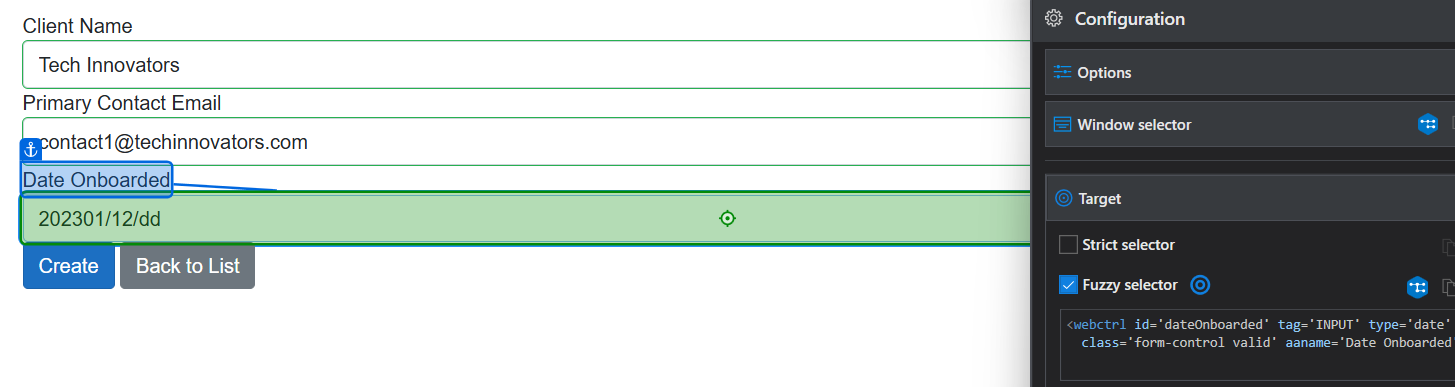 Client Name
Tech Innovators
Primary Contact Email
contact1@techinnovators.com
Date Onboarded
202301/12/dd
Create
Back to List
Configuration
Options
Window selector
Target
Strict selector
Fuzzy selector
<webctrl id='dateOnboarded' tag='INPUT' type='date'
class='form-control valid' aaname='Date Onboarded